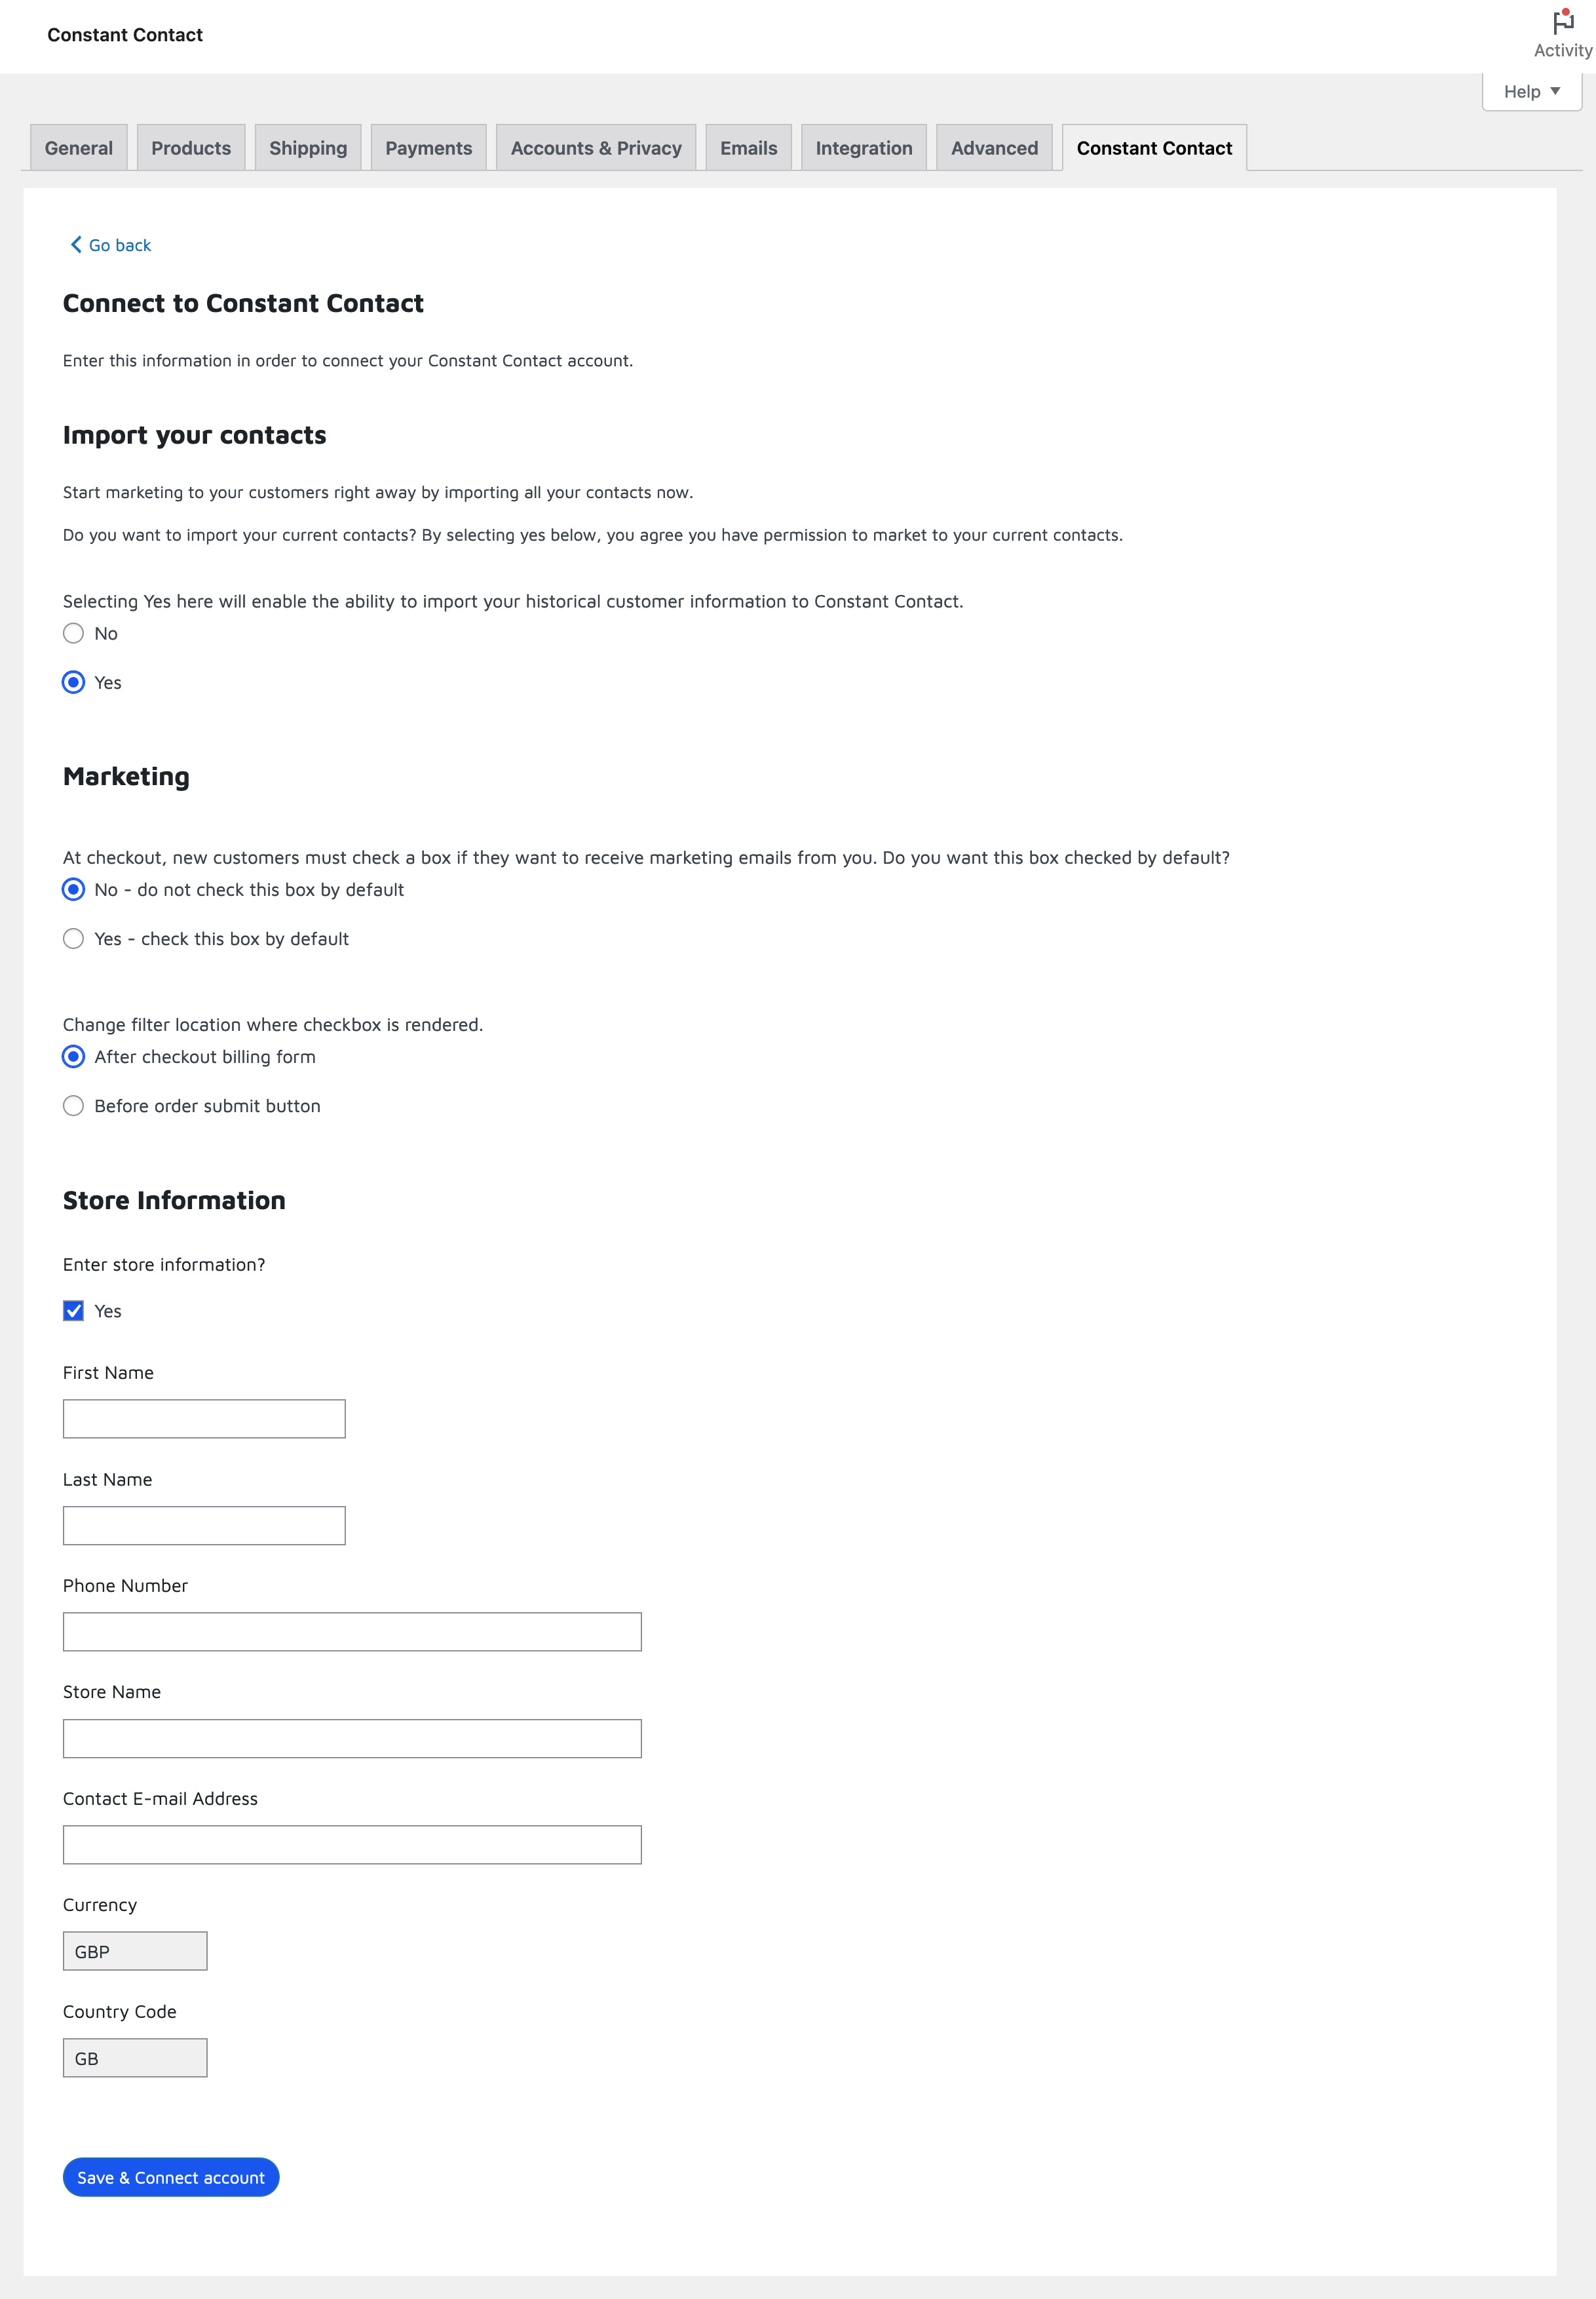 Constant Contact
Activity
Help ▼
General
Products
Shipping
Payments
Accounts & Privacy
Emails
Integration
Advanced
Constant Contact
Go back
Connect to Constant Contact
Enter this information in order to connect your Constant Contact account.
Import your contacts
Start marketing to your customers right away by importing all your contacts now.
Do you want to import your current contacts? By selecting yes below, you agree you have permission to market to your current contacts.
Selecting Yes here will enable the ability to import your historical customer information to Constant Contact.
No
Yes
Marketing
At checkout, new customers must check a box if they want to receive marketing emails from you. Do you want this box checked by default?
No - do not check this box by default
Yes - check this box by default
Change filter location where checkbox is rendered.
After checkout billing form
Before order submit button
Store Information
Enter store information?
Yes
First Name
Last Name
Phone Number
Store Name
Contact E-mail Address
Currency
GBP
Country Code
GB
Save & Connect account